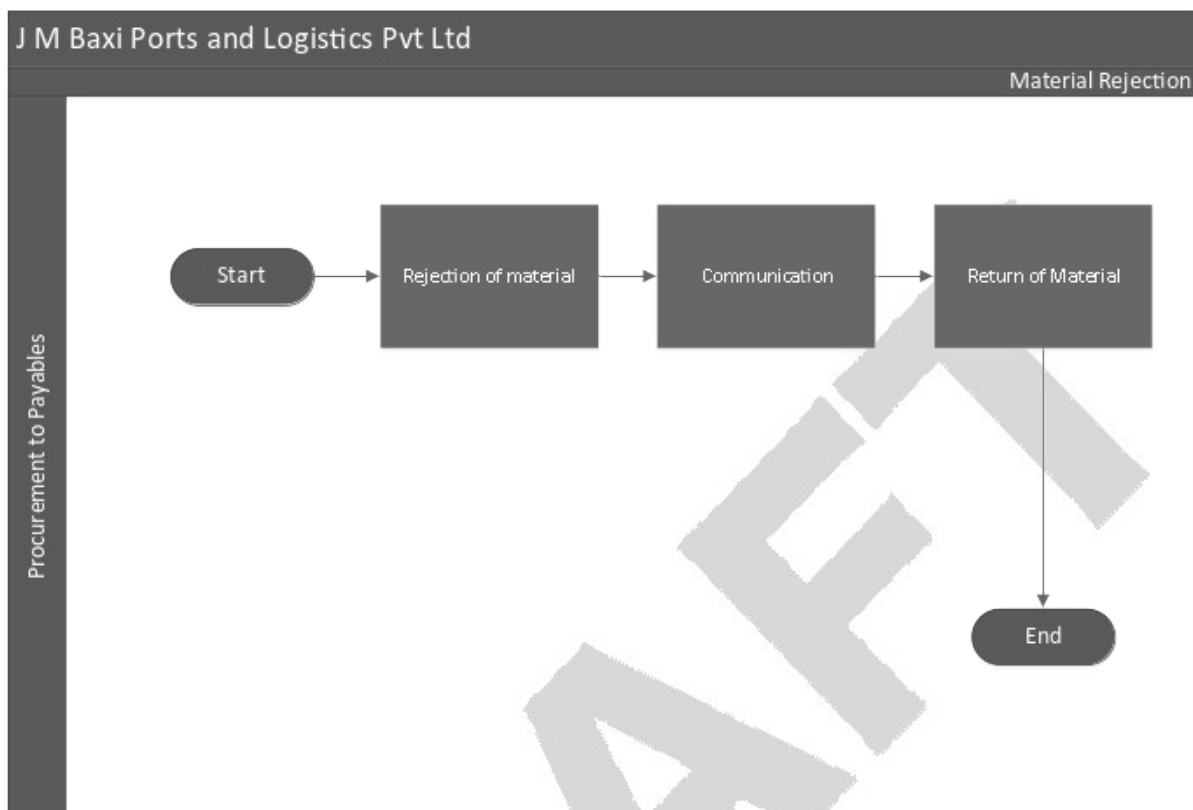 J M Baxi Ports and Logistics Pvt Ltd
Material Rejection
Procurement to Payables
Start
Rejection of material
Communication
Return of Material
End
AFT